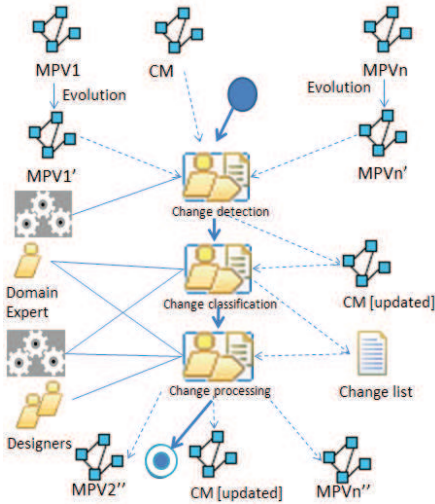 MPV1
CM
MPVn
Evolution
Evolution
MPV1'
MPVn'
Change detection
Domain
Expert
CM [updated]
Change classification
Change list
Change processing
Designers
MPV2''
CM [updated]
MPVn''